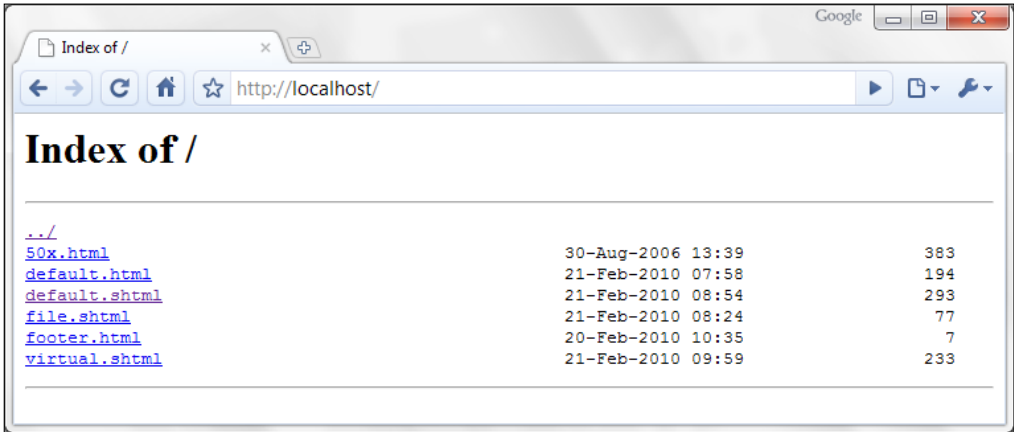 Google
Index of /
http://localhost/
Index of /
../
50x.html 30-Aug-2006 13:39 383
default.html 21-Feb-2010 07:58 194
default.shtml 21-Feb-2010 08:54 293
file.shtml 21-Feb-2010 08:24 77
footer.html 20-Feb-2010 10:35 7
virtual.shtml 21-Feb-2010 09:59 233